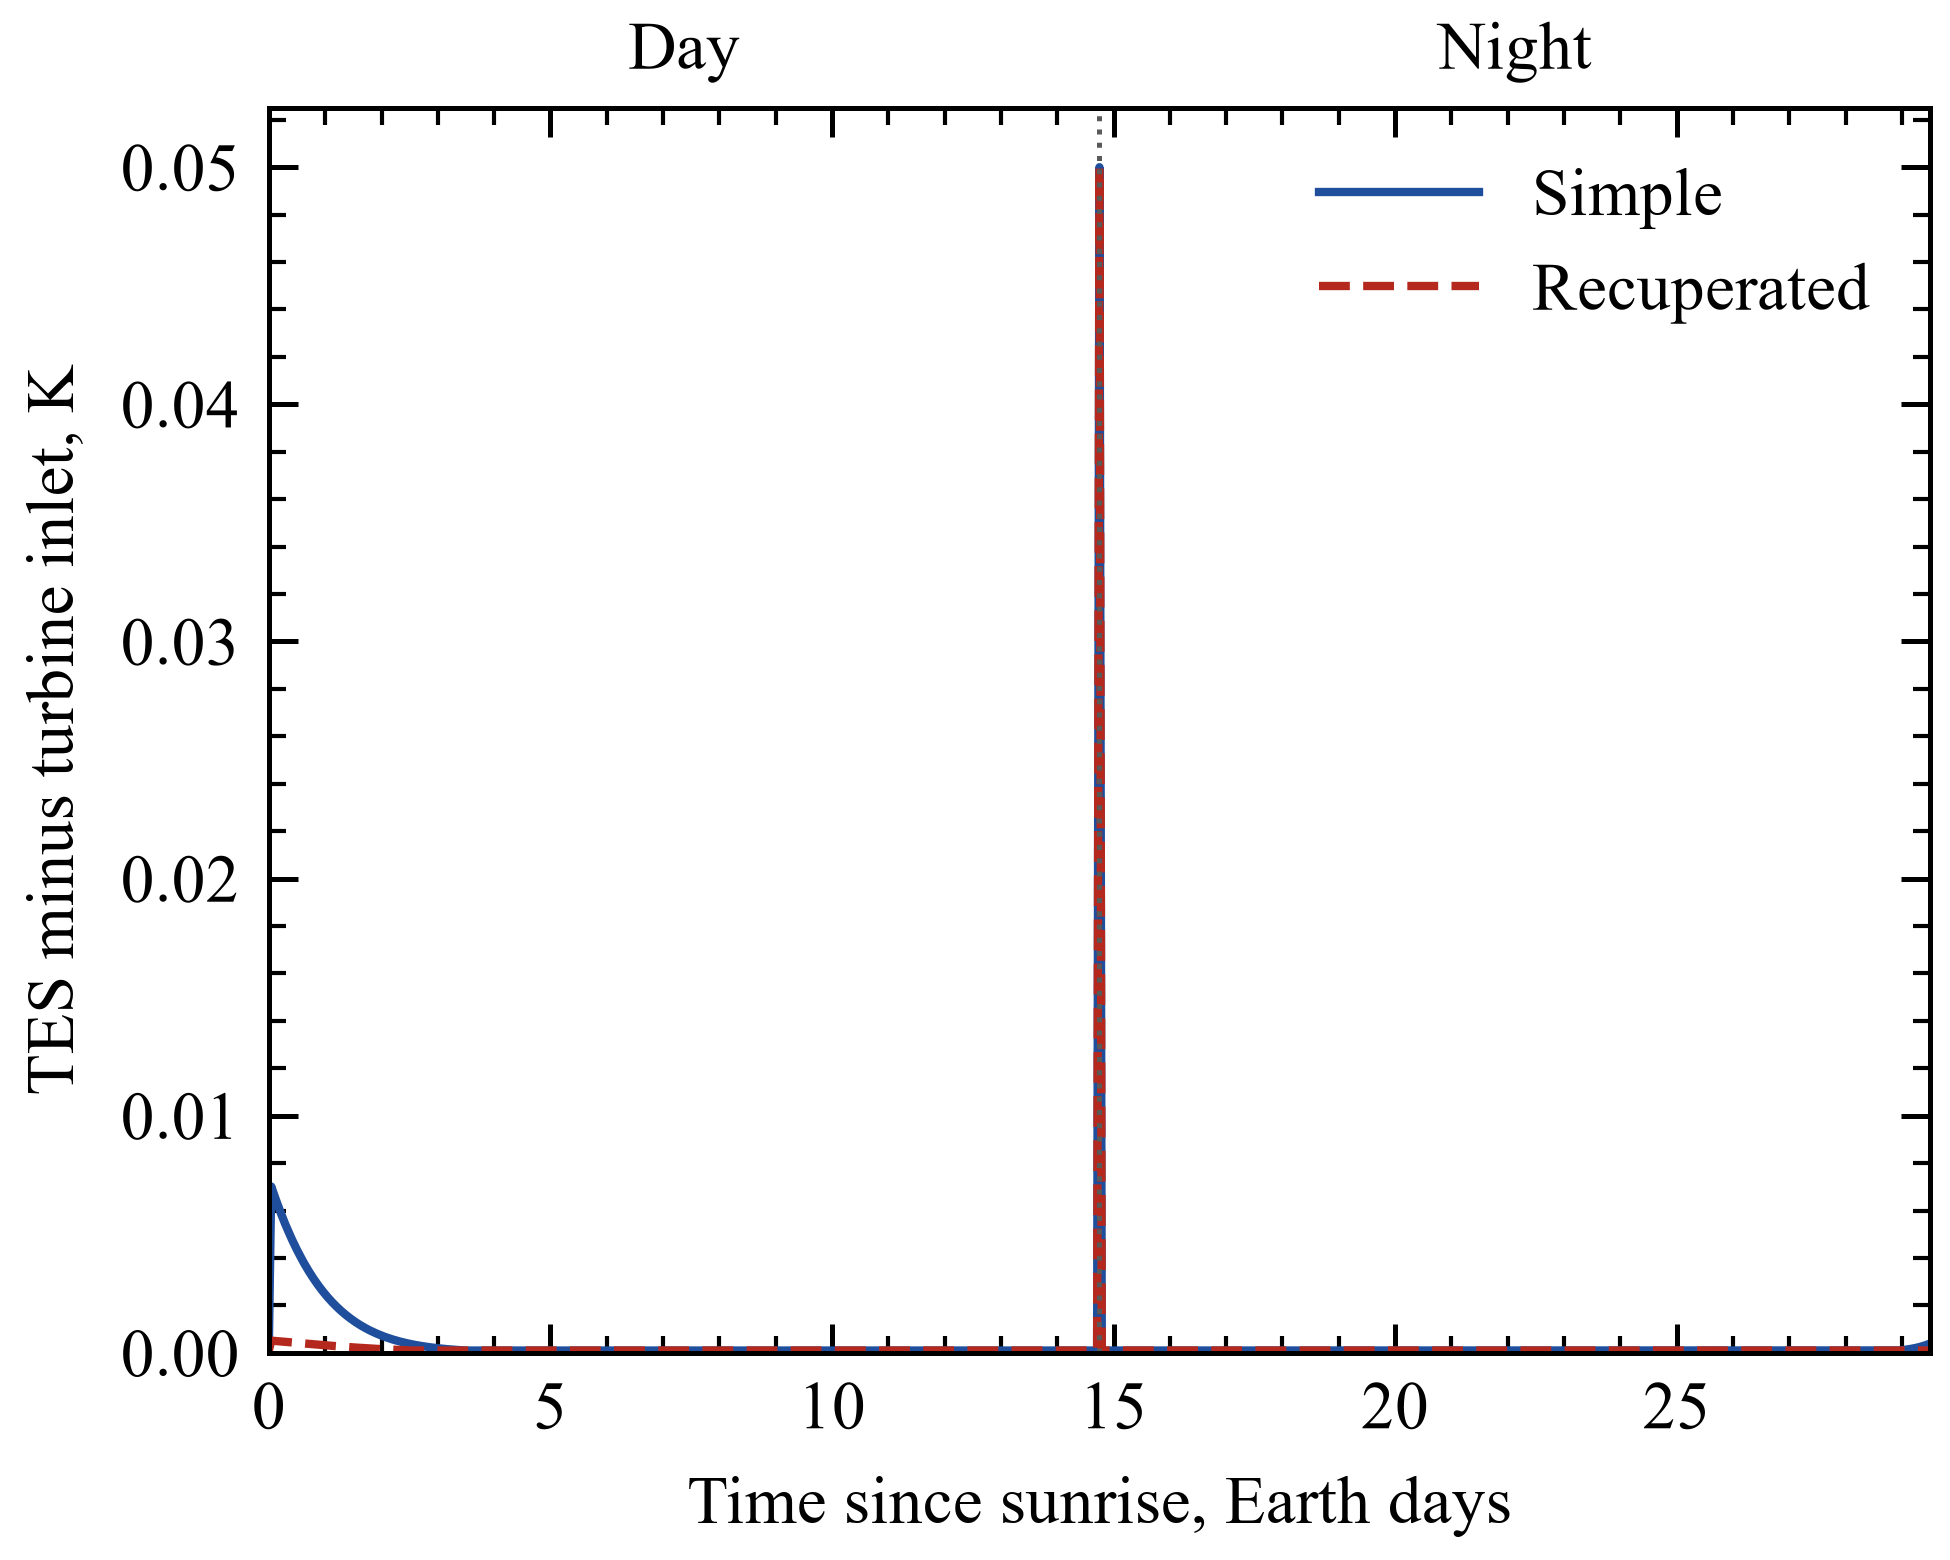 Day Night
0.05
0.04
0.03
0.02
0.01
0.00
TES minus turbine inlet, K
Simple
Recuperated
0 5 10 15 20 25
Time since sunrise, Earth days